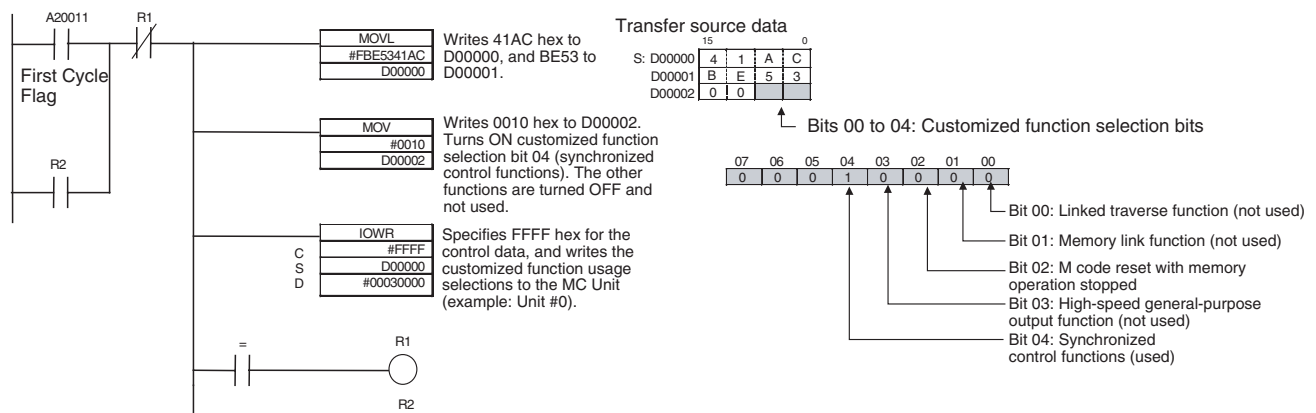 A20011
R1
First Cycle
Flag
R2
MOVL
#FBE5341AC
D00000
Writes 41AC hex to
D00000, and BE53 to
D00001.
MOV
#0010
D00002
Writes 0010 hex to D00002.
Turns ON customized function
selection bit 04 (synchronized
control functions). The other
functions are turned OFF and
not used.
IOWR
C #FFFF
S D00000
D #00030000
Specifies FFFF hex for the
control data, and writes the
customized function usage
selections to the MC Unit
(example: Unit #0).
=
R1
R2
Transfer source data
15 0
S: D00000 4 1 A C
D00001 B E 5 3
D00002 0 0
Bits 00 to 04: Customized function selection bits
07 06 05 04 03 02 01 00
0 0 0 1 0 0 0 0
Bit 00: Linked traverse function (not used)
Bit 01: Memory link function (not used)
Bit 02: M code reset with memory
operation stopped
Bit 03: High-speed general-purpose
output function (not used)
Bit 04: Synchronized
control functions (used)